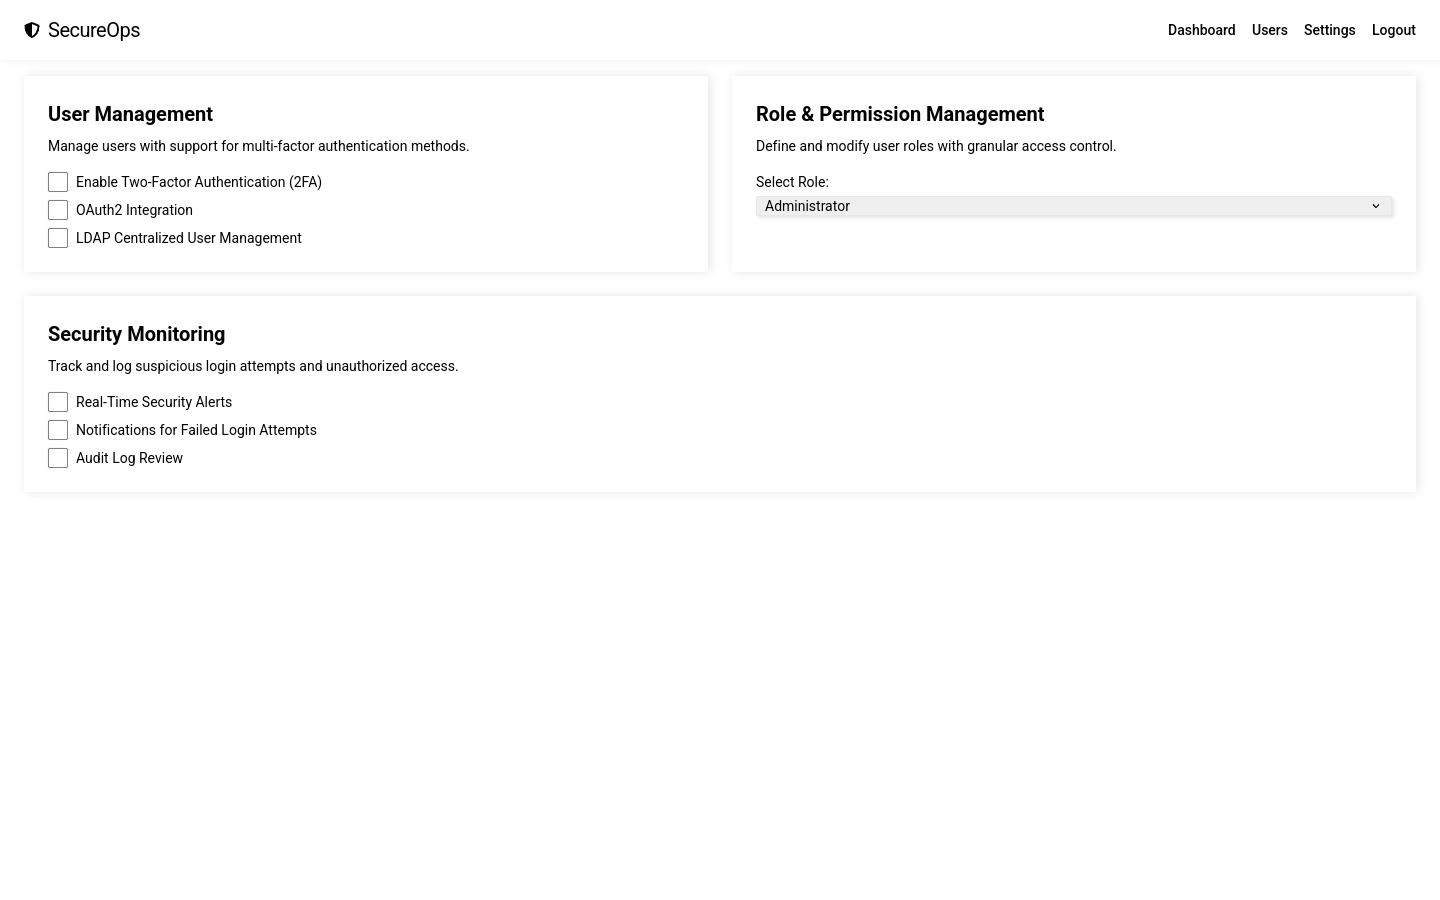 SecureOps
Dashboard Users Settings Logout
User Management
Manage users with support for multi-factor authentication methods.
Enable Two-Factor Authentication (2FA)
OAuth2 Integration
LDAP Centralized User Management
Role & Permission Management
Define and modify user roles with granular access control.
Select Role:
Administrator
Security Monitoring
Track and log suspicious login attempts and unauthorized access.
Real-Time Security Alerts
Notifications for Failed Login Attempts
Audit Log Review